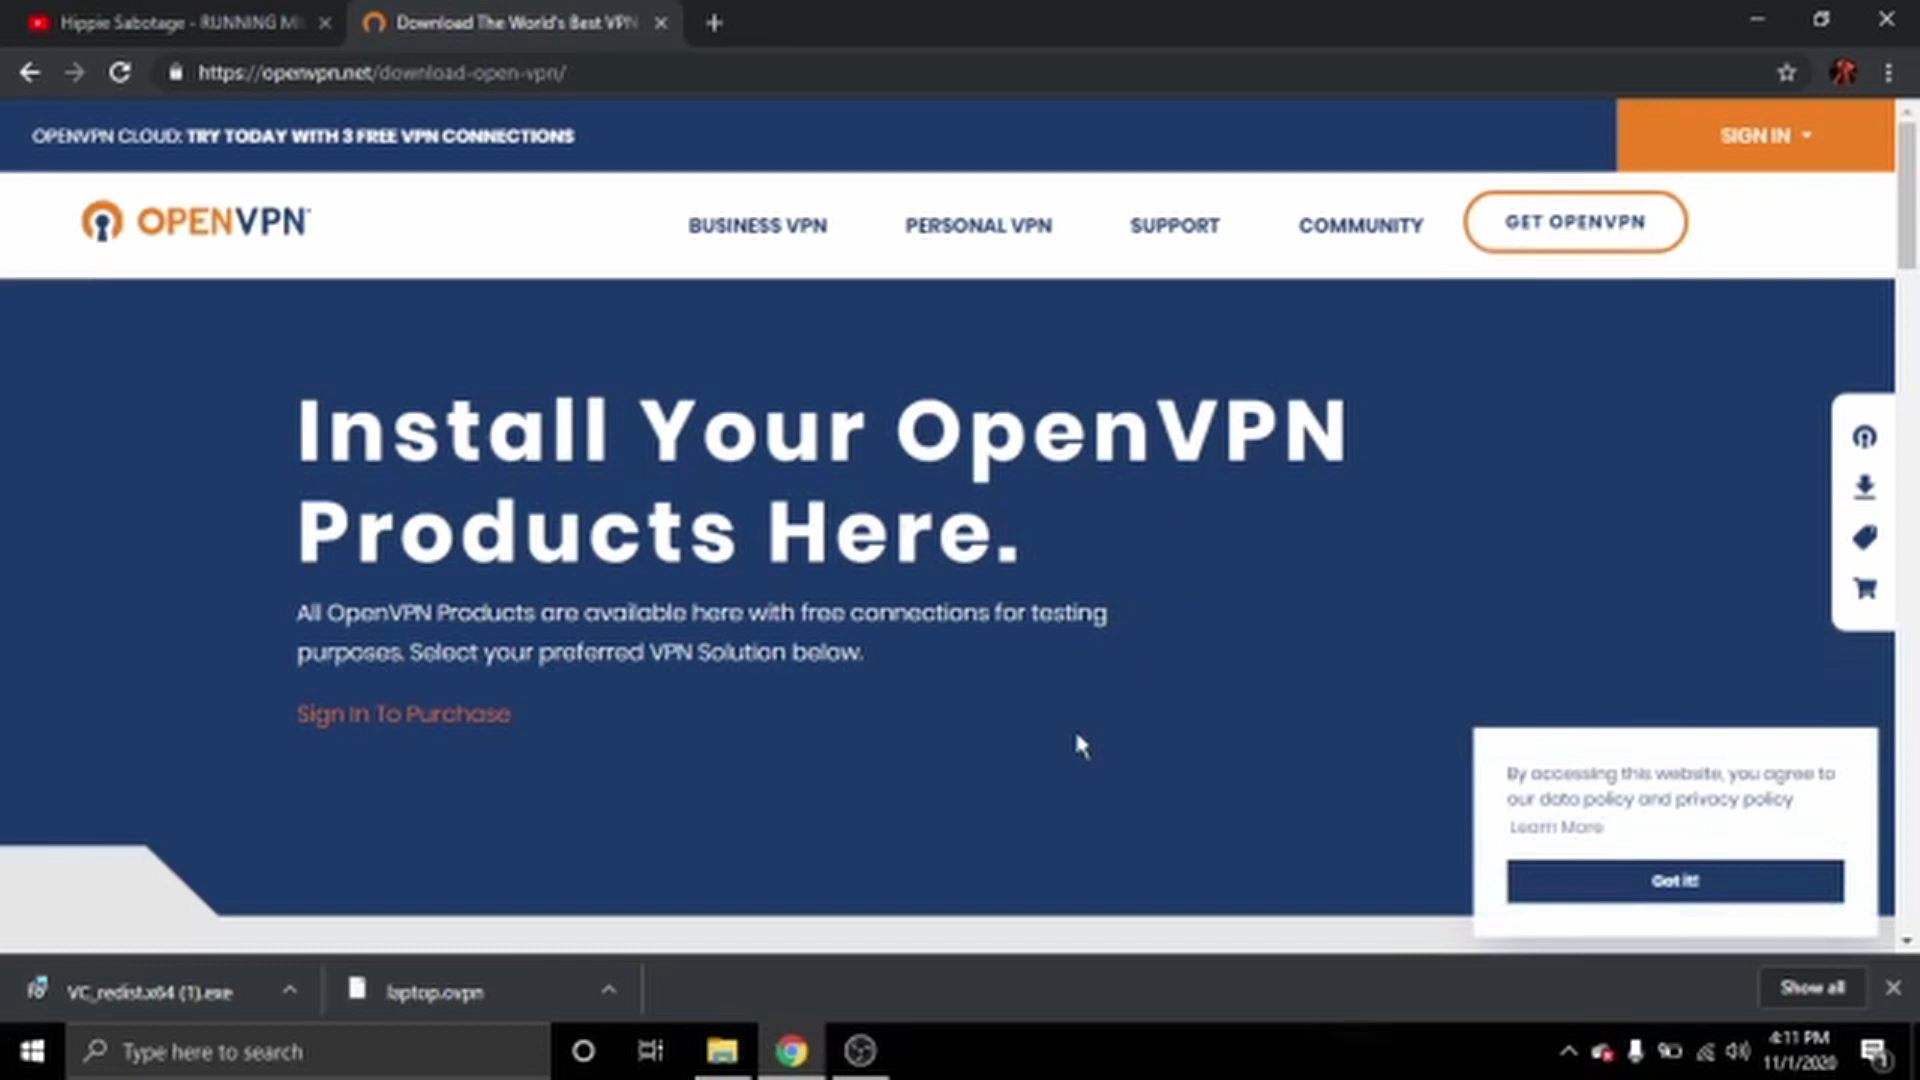 Hippie Sabotage - RUNNING MI
Download The World's Best VPN
https://openvpn.net/download-open-vpn/
OPENVPN CLOUD: TRY TODAY WITH 3 FREE VPN CONNECTIONS
SIGN IN
OPENVPN
BUSINESS VPN
PERSONAL VPN
SUPPORT
COMMUNITY
GET OPENVPN
Install Your OpenVPN
Products Here.
All OpenVPN Products are available here with free connections for testing
purposes. Select your preferred VPN Solution below.
Sign In To Purchase
By accessing this website, you agree to
our data policy and privacy policy
Learn More
Got it!
VC_redist.x64 (1).exe
laptop.ovpn
Show all
Type here to search
4:11 PM
11/1/2020